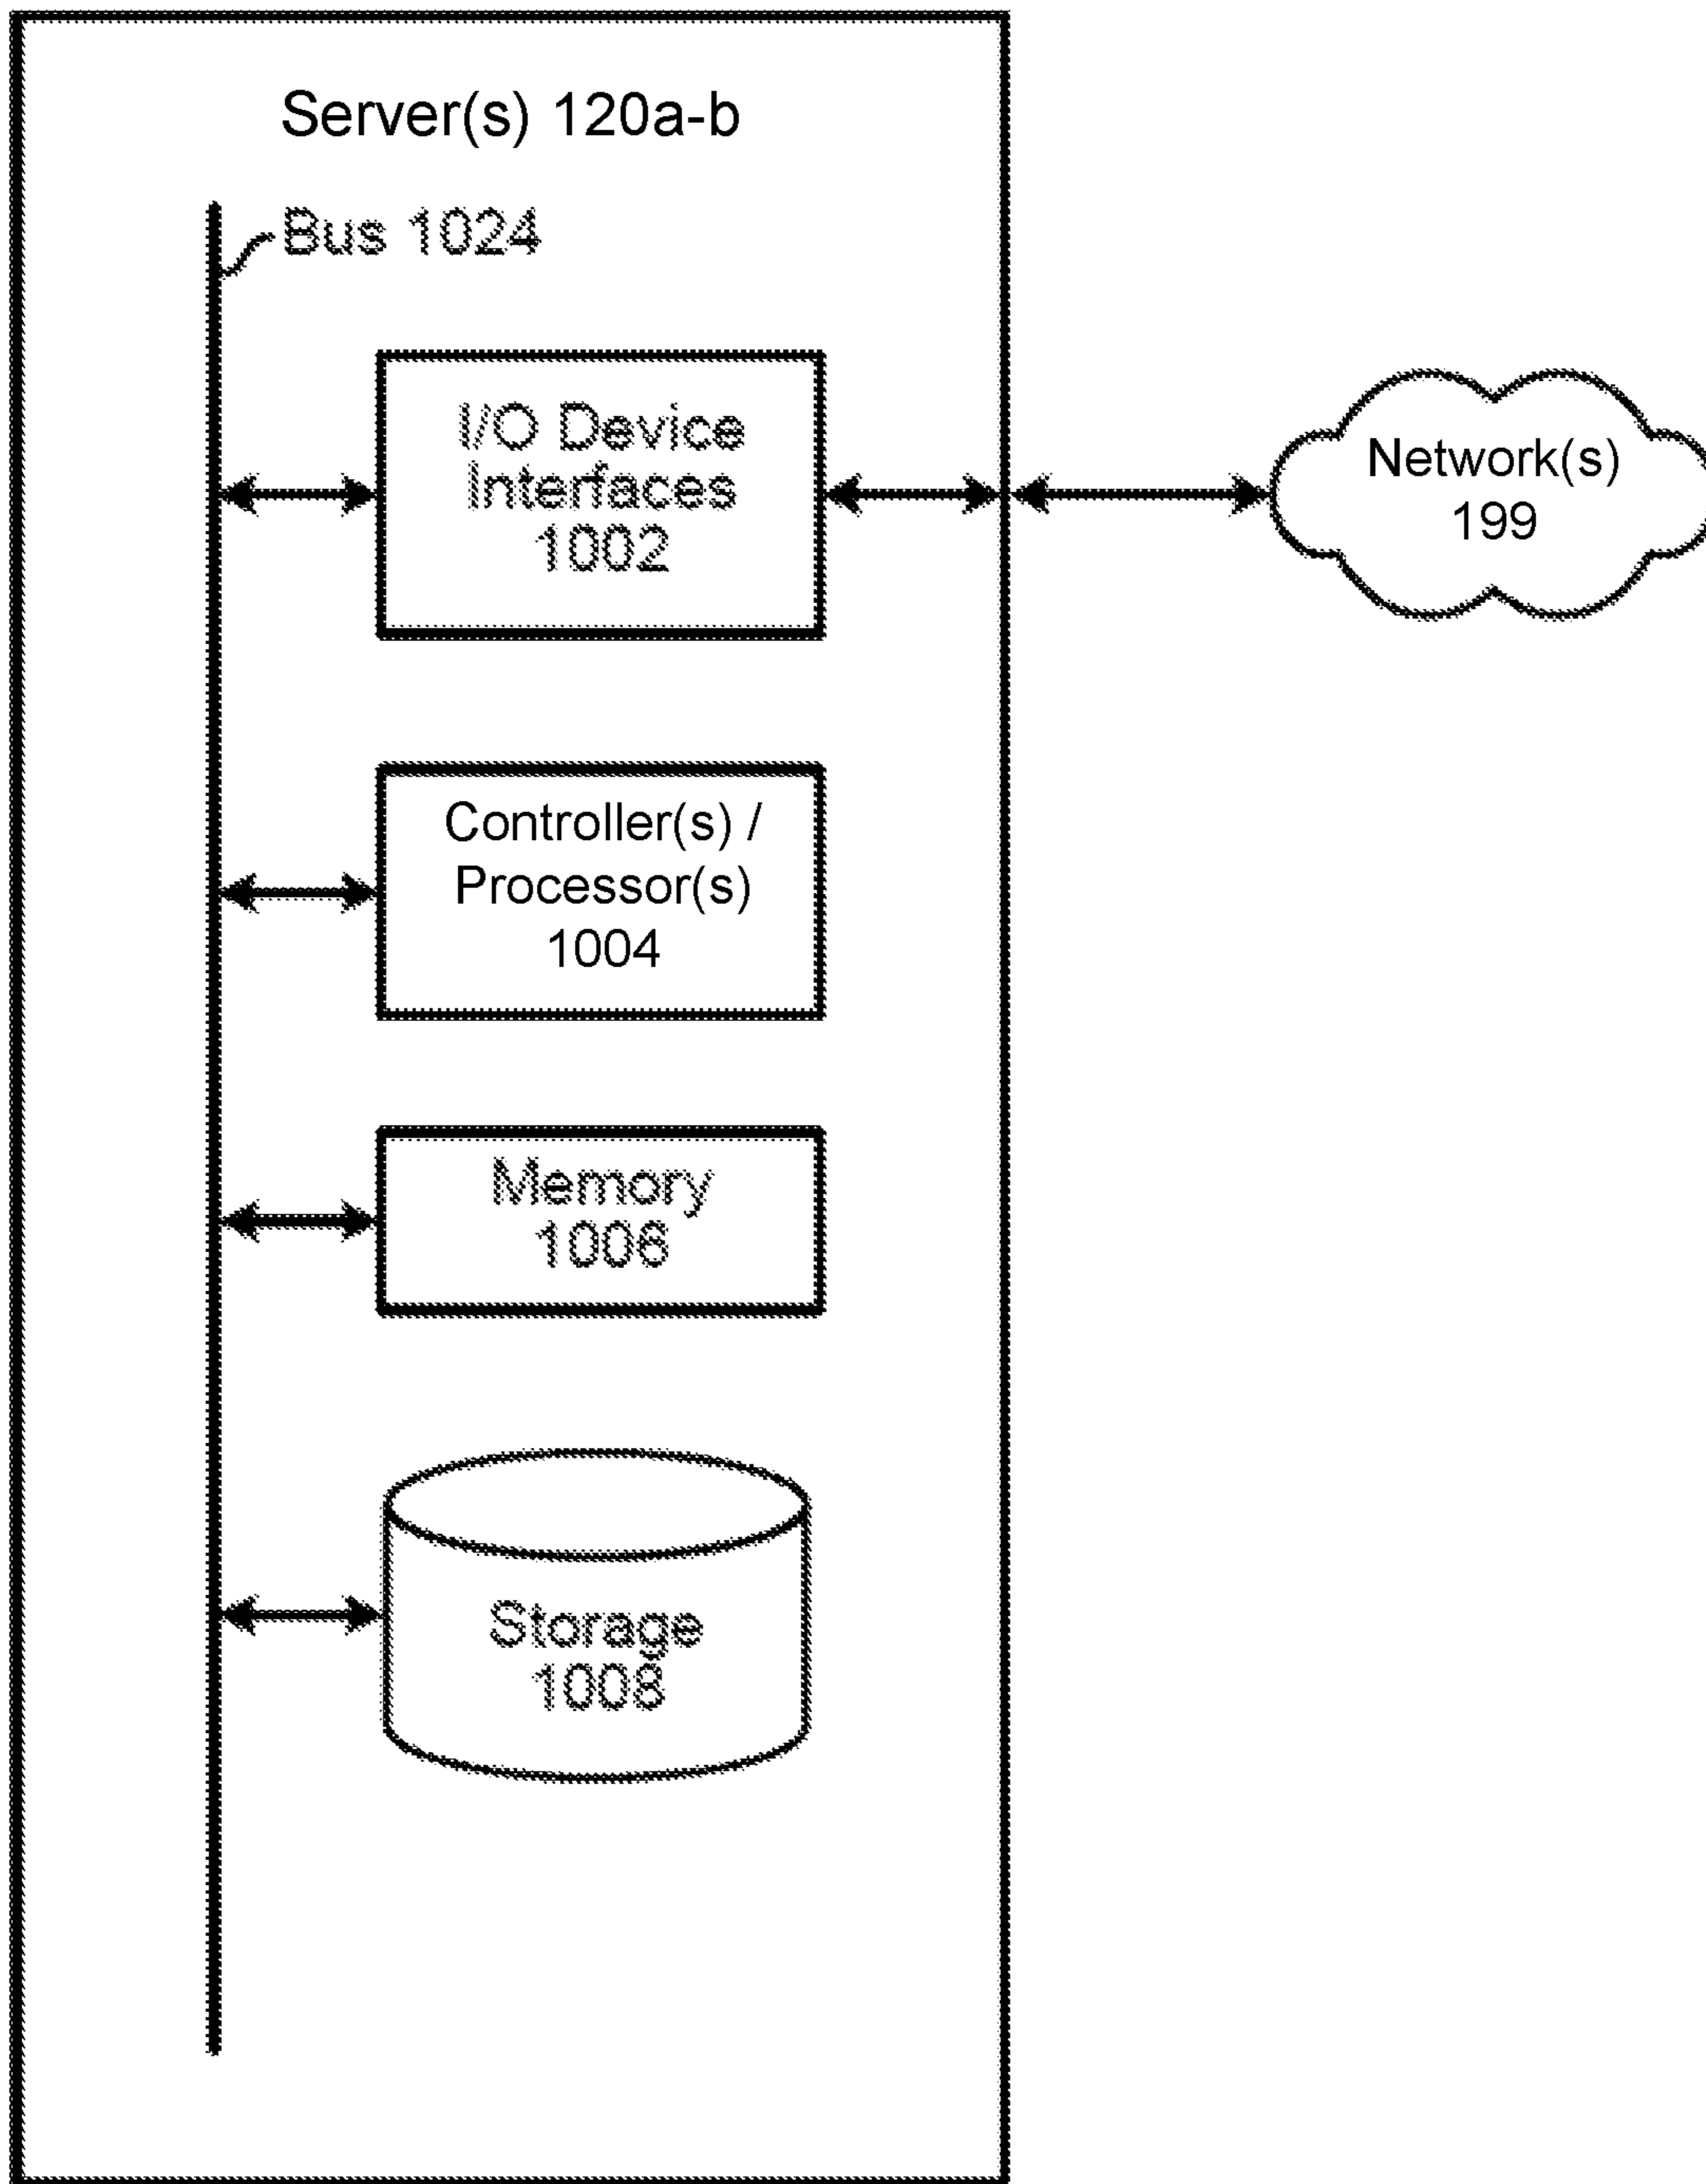 Server(s) 120a-b
Bus 1024
I/O Device
Interfaces
1002
Network(s)
199
Controller(s) /
Processor(s)
1004
Memory
1006
Storage
1008